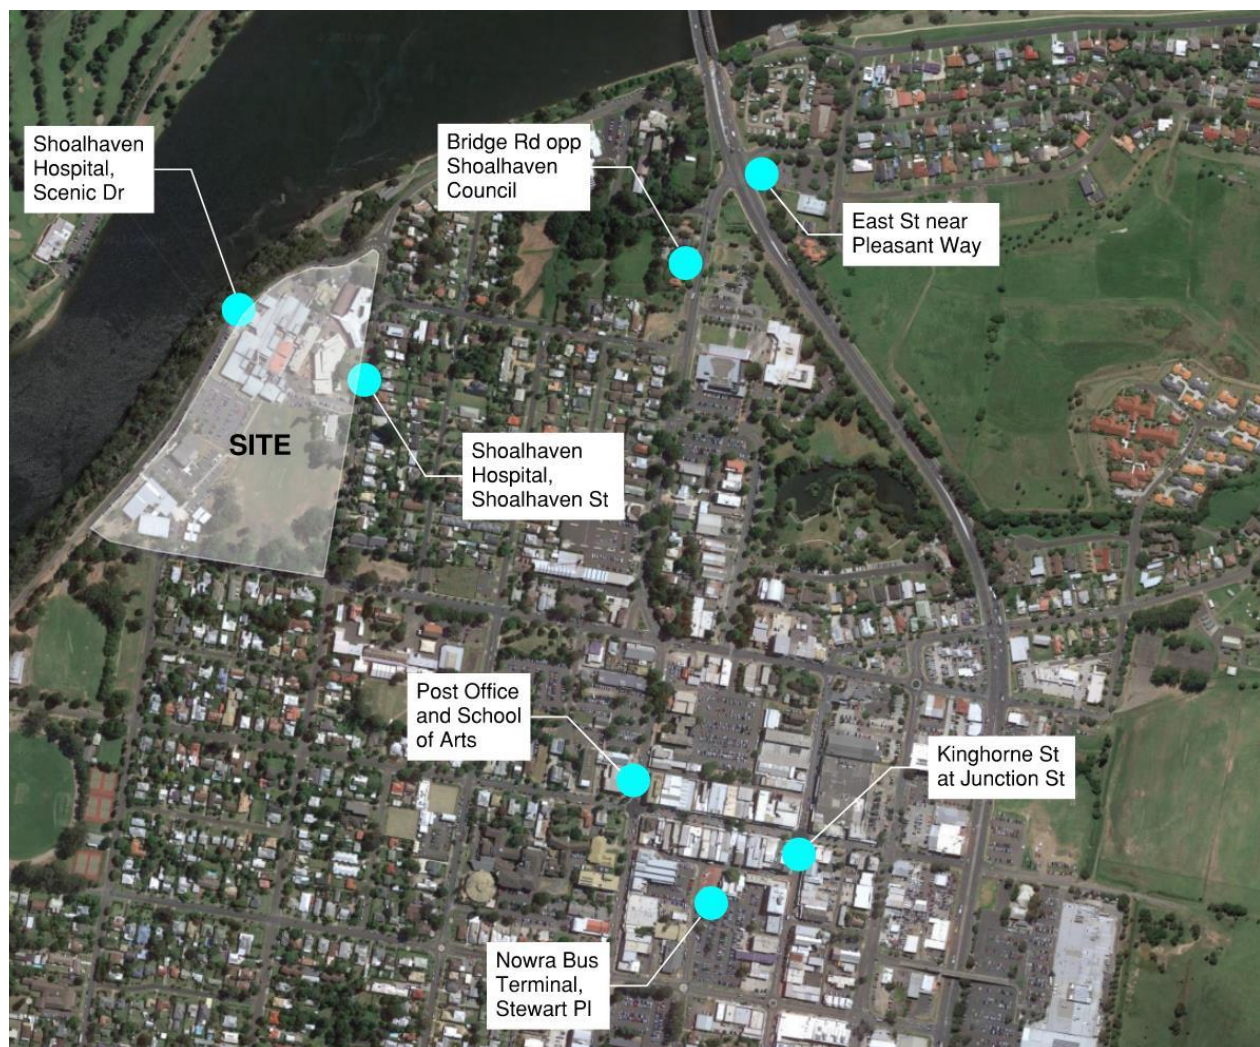 Shoalhaven
Hospital,
Scenic Dr
Bridge Rd opp
Shoalhaven
Council
East St near
Pleasant Way
SITE
Shoalhaven
Hospital,
Shoalhaven St
Post Office
and School
of Arts
Kinghorne St
at Junction St
Nowra Bus
Terminal,
Stewart Pl